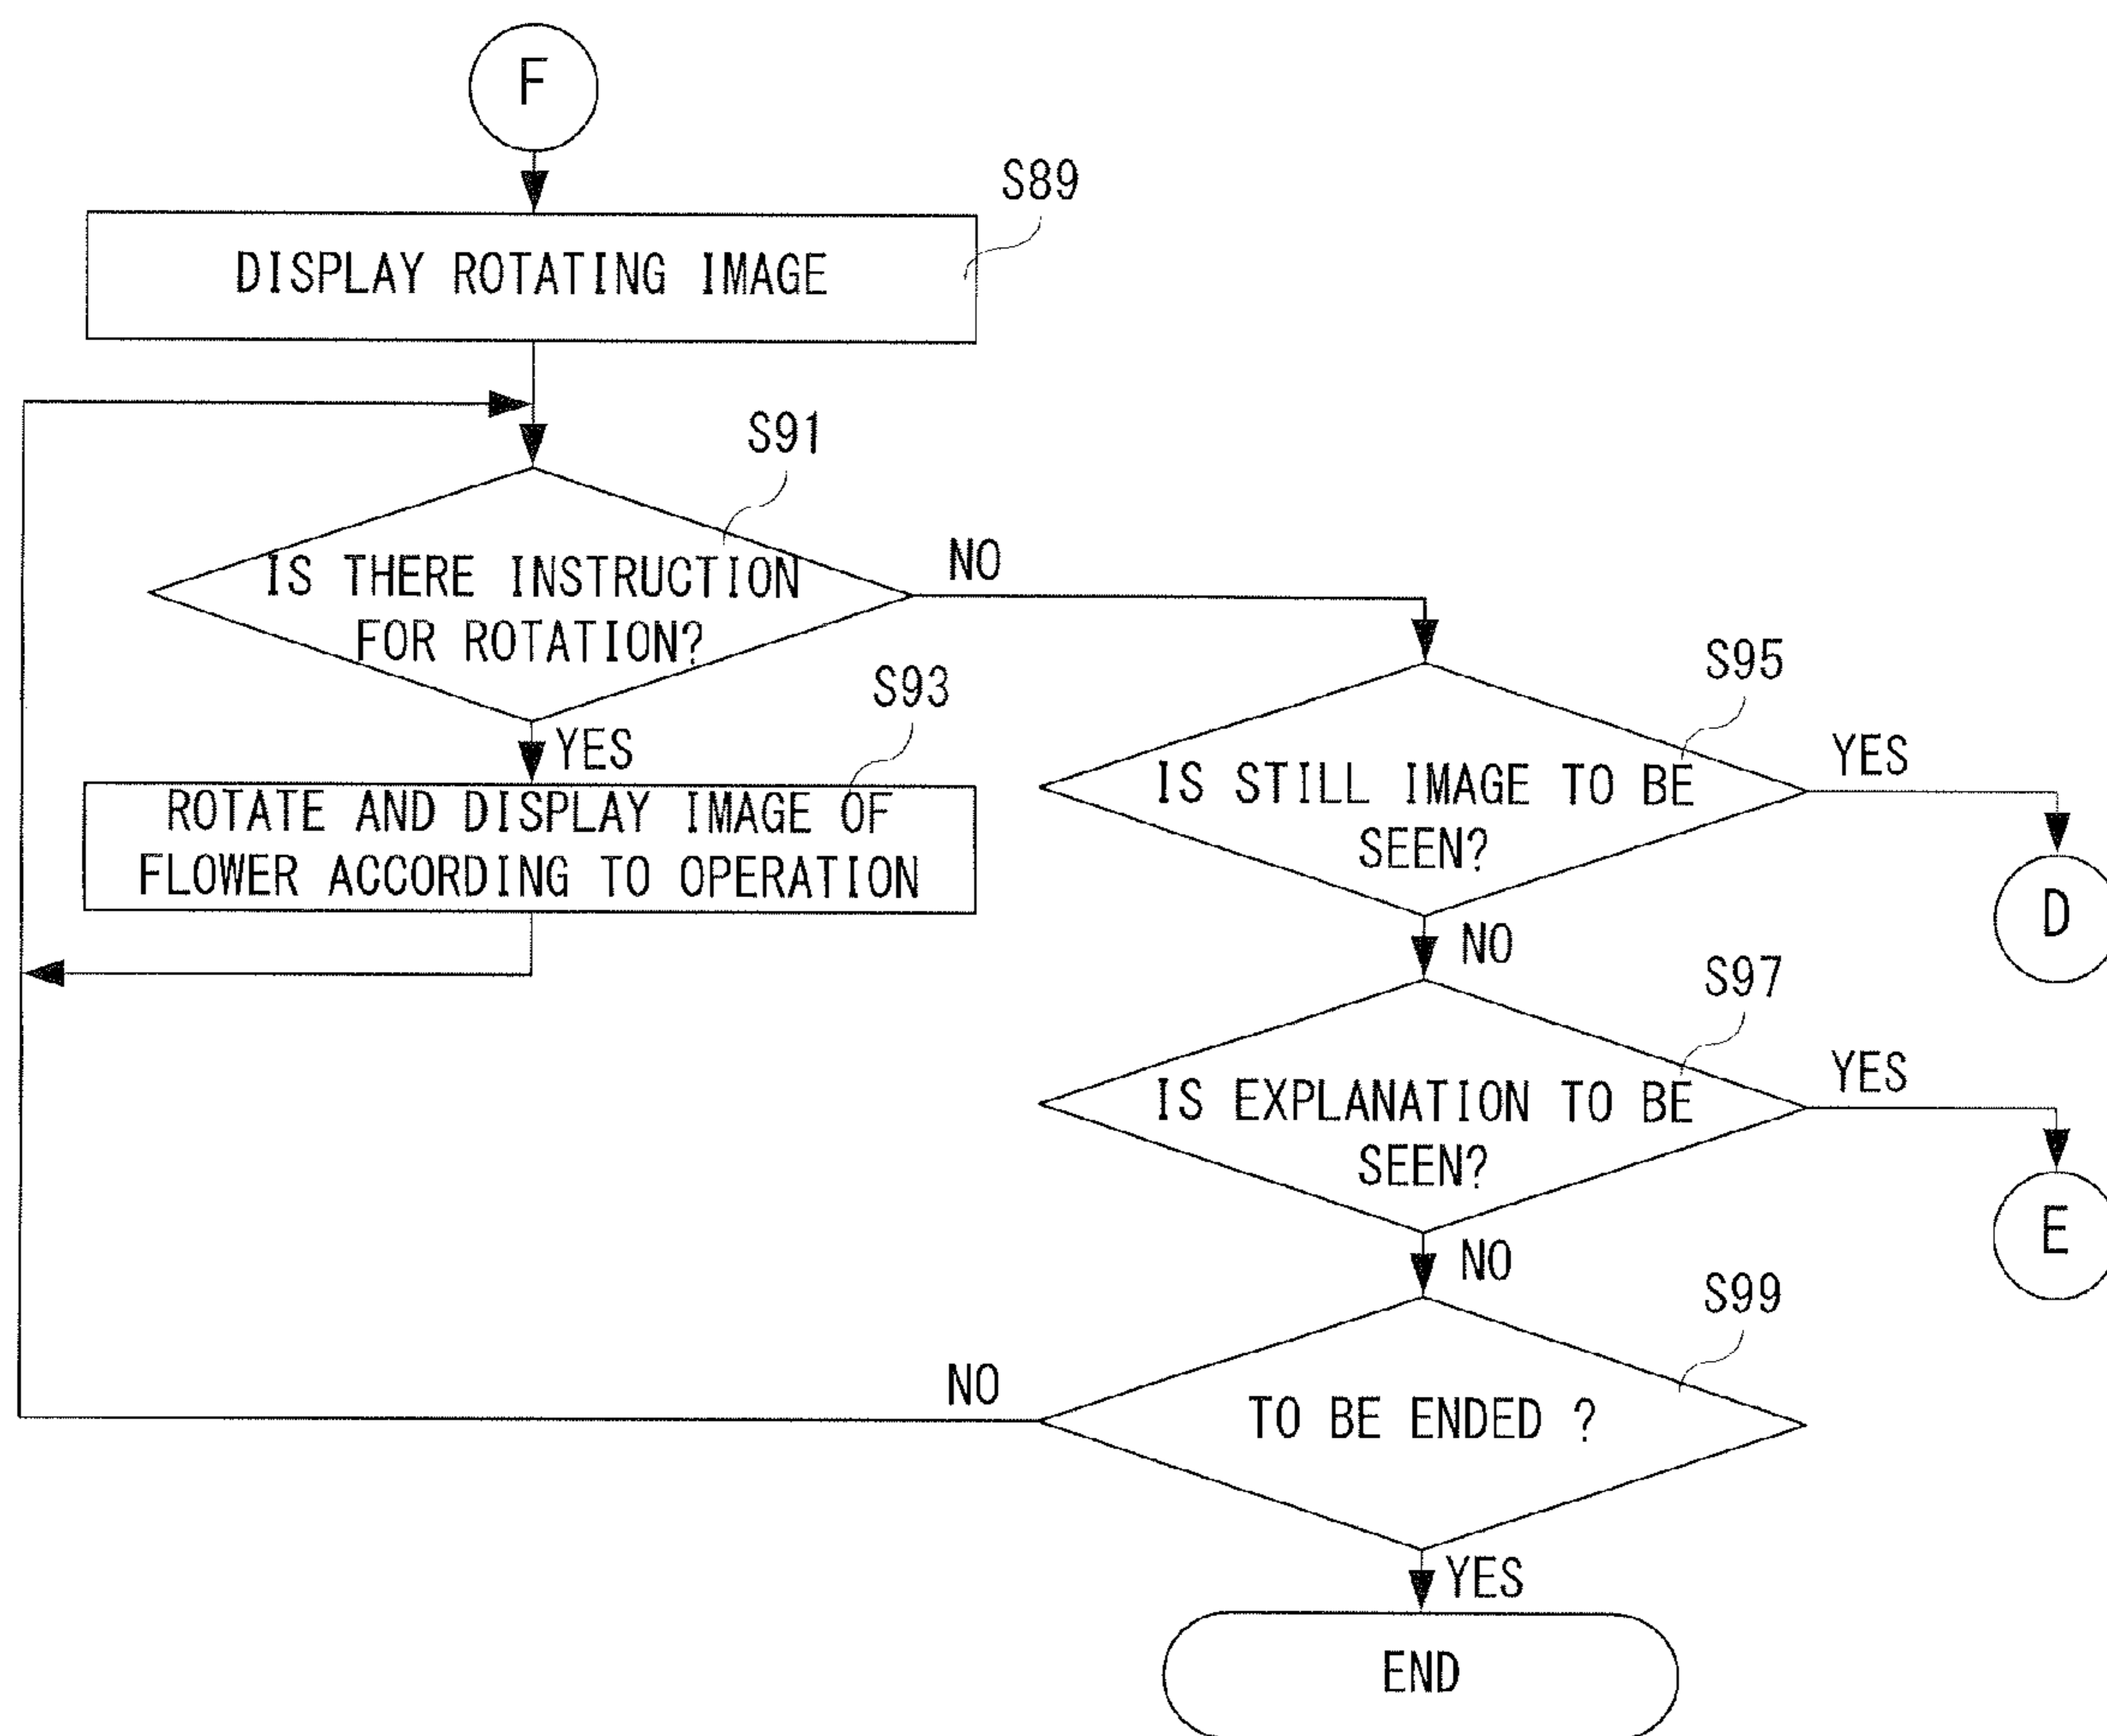 F
S89
DISPLAY ROTATING IMAGE
S91
IS THERE INSTRUCTION
FOR ROTATION?
NO
YES
S93
ROTATE AND DISPLAY IMAGE OF
FLOWER ACCORDING TO OPERATION
S95
IS STILL IMAGE TO BE
SEEN?
YES
D
NO
S97
IS EXPLANATION TO BE
SEEN?
YES
E
NO
S99
TO BE ENDED ?
NO
YES
END